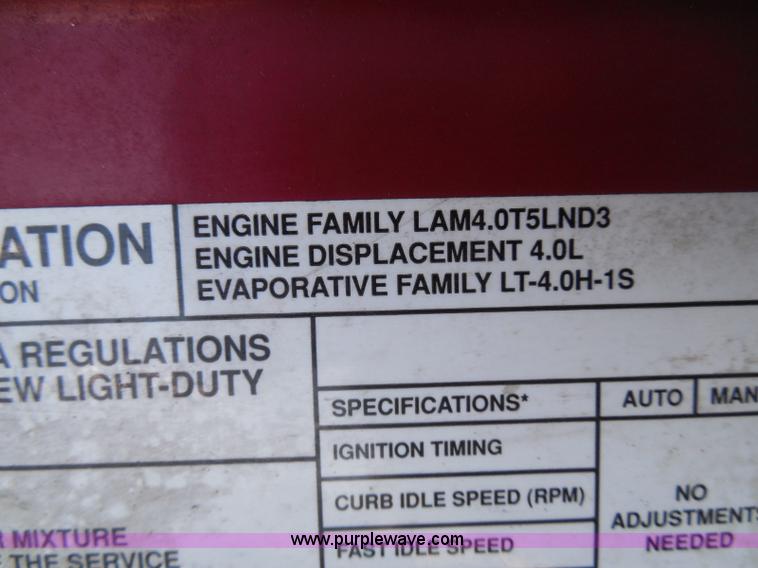 ATION
ON
ENGINE FAMILY LAM4.0T5LND3
ENGINE DISPLACEMENT 4.0L
EVAPORATIVE FAMILY LT-4.0H-1S
A REGULATIONS
EW LIGHT-DUTY
SPECIFICATIONS* AUTO MAN
IGNITION TIMING
CURB IDLE SPEED (RPM)
FAST IDLE SPEED
NO
ADJUSTMENTS
NEEDED
R MIXTURE
E THE SERVICE
www.purplewave.com